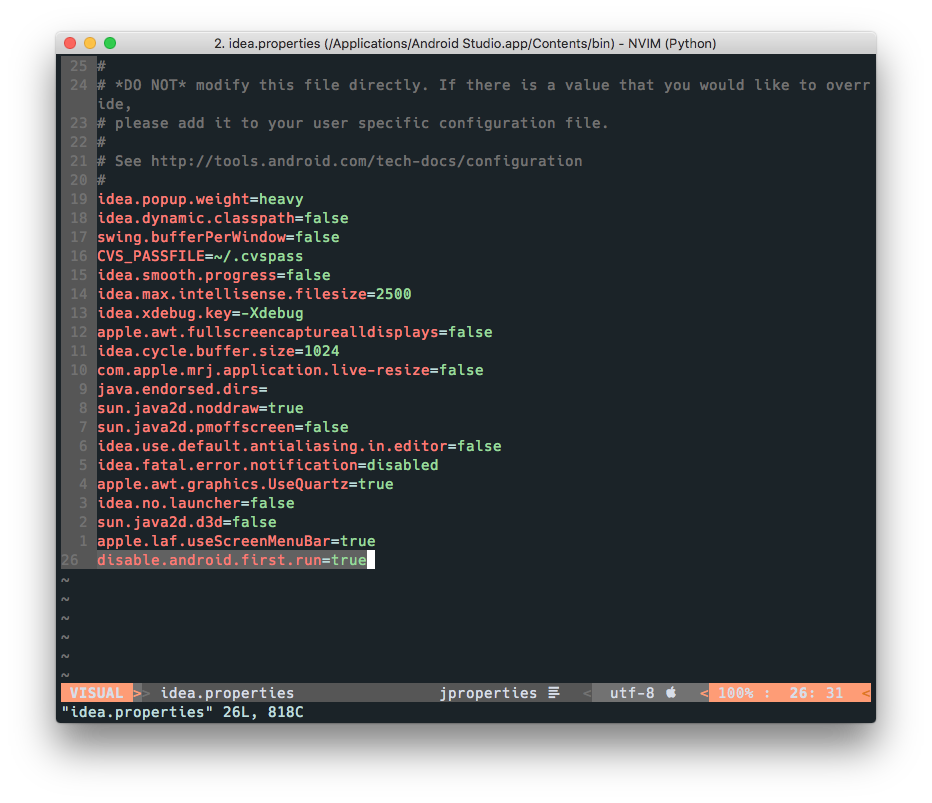 2. idea.properties (/Applications/Android Studio.app/Contents/bin) - NVIM (Python)
25 #
24 # *DO NOT* modify this file directly. If there is a value that you would like to overr
ide,
23 # please add it to your user specific configuration file.
22 #
21 # See http://tools.android.com/tech-docs/configuration
20 #
19 idea.popup.weight=heavy
18 idea.dynamic.classpath=false
17 swing.bufferPerWindow=false
16 CVS_PASSFILE=~/.cvspass
15 idea.smooth.progress=false
14 idea.max.intellisense.filesize=2500
13 idea.xdebug.key=-Xdebug
12 apple.awt.fullscreencapturealldisplays=false
11 idea.cycle.buffer.size=1024
10 com.apple.mrj.application.live-resize=false
9 java.endorsed.dirs=
8 sun.java2d.noddraw=true
7 sun.java2d.pmoffscreen=false
6 idea.use.default.antialiasing.in.editor=false
5 idea.fatal.error.notification=disabled
4 apple.awt.graphics.UseQuartz=true
3 idea.no.launcher=false
2 sun.java2d.d3d=false
1 apple.laf.useScreenMenuBar=true
26 disable.android.first.run=true
~
~
~
~
~
~
VISUAL >> idea.properties jproperties < utf-8 < 100% : 26: 31 <
"idea.properties" 26L, 818C